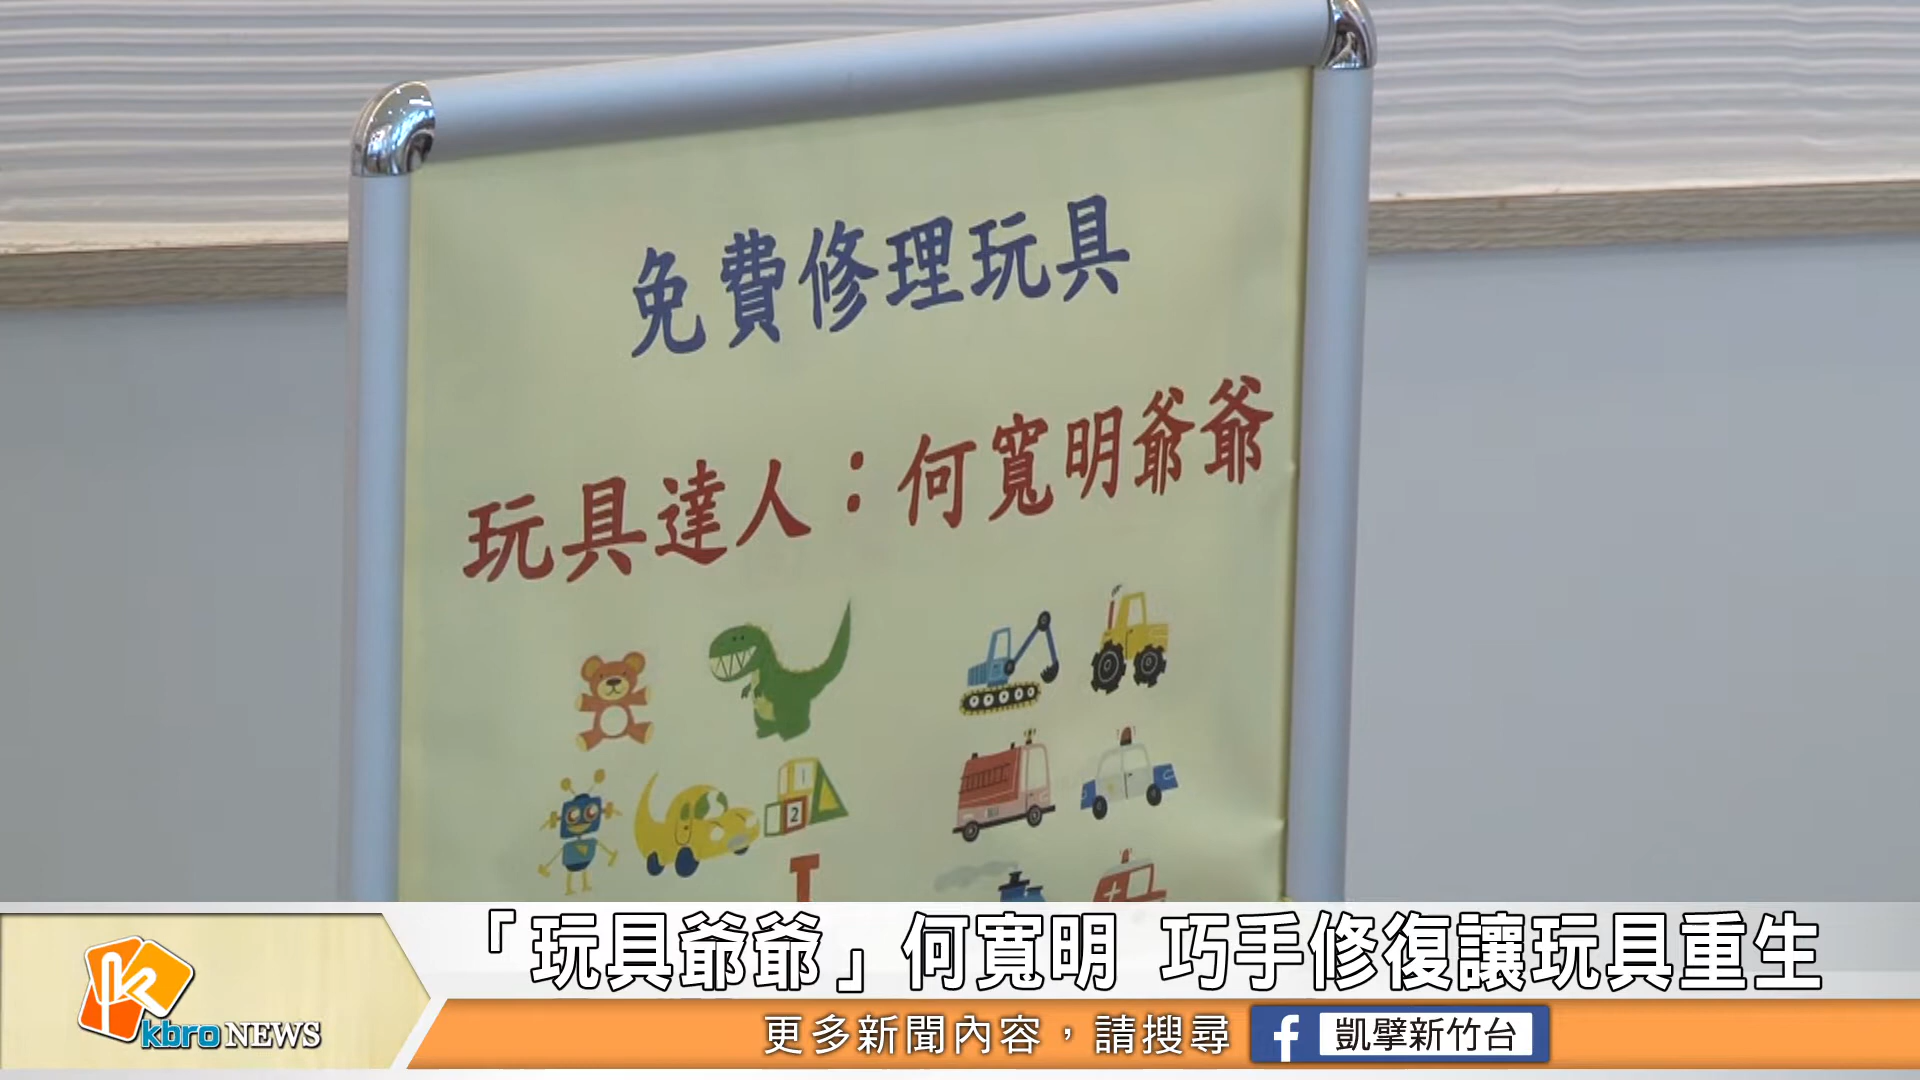 免費修理玩具
玩具達人：何寬明爺爺
1
2
「玩具爺爺」何寬明 巧手修復讓玩具重生
kbro NEWS
更多新聞內容，請搜尋 f 凱擘新竹台